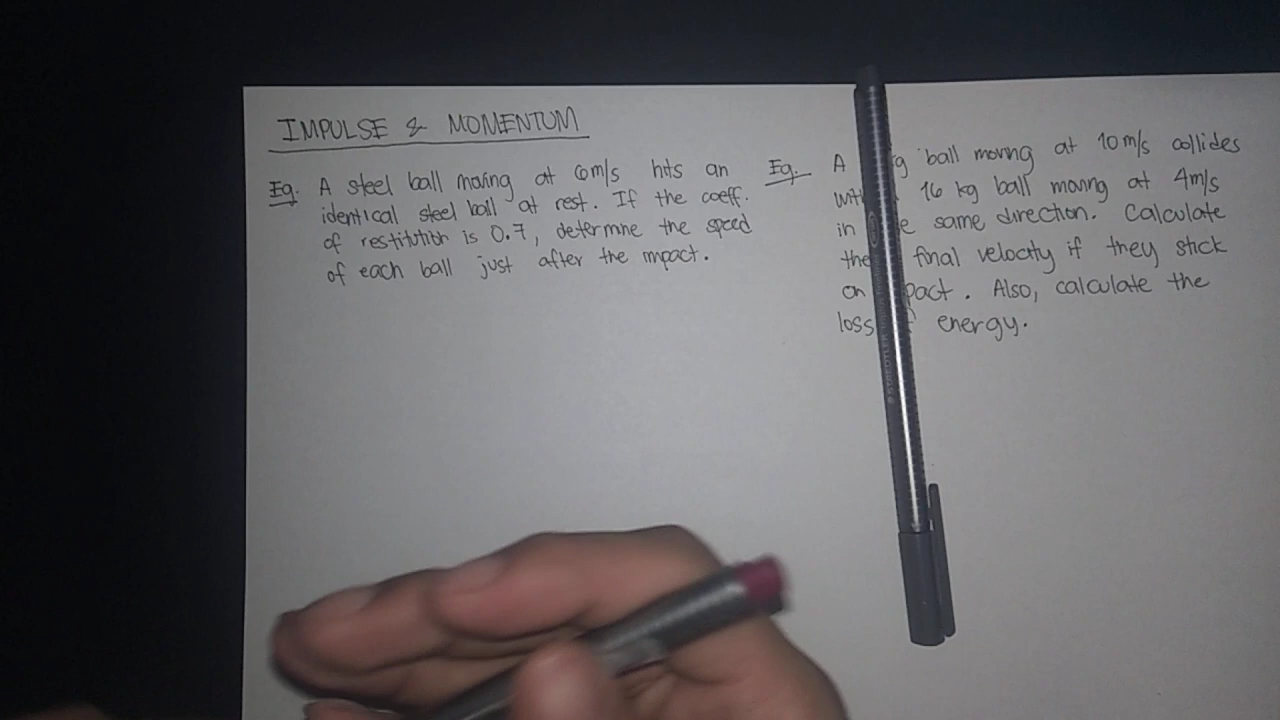 IMPULSE & MOMENTUM
Eg. A steel ball moving at 6m/s hits an
identical steel ball at rest. If the coeff.
of restitution is 0.7, determine the speed
of each ball just after the impact.
Eg. A ball moving at 10m/s collides
16 kg ball moving at 4m/s
in same direction. Calculate
the final velocity if they stick
on . Also, calculate the
loss energy.
STAEDTLER